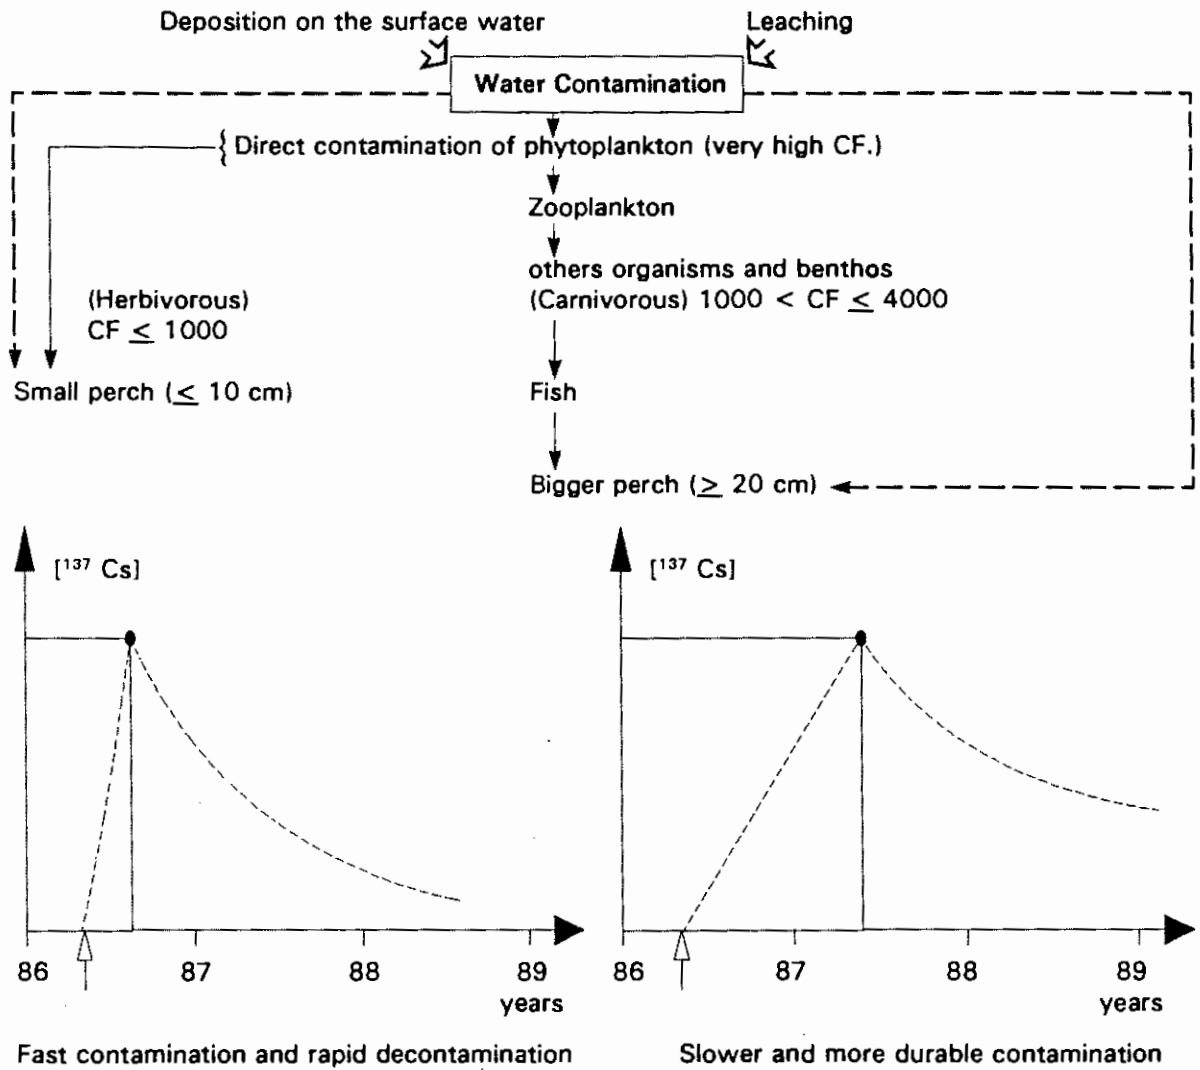 Deposition on the surface water
Leaching
Water Contamination
{ Direct contamination of phytoplankton (very high CF.)
Zooplankton
others organisms and benthos
(Carnivorous) 1000 < CF ≤ 4000
(Herbivorous)
CF ≤ 1000
Small perch (≤ 10 cm)
Fish
Bigger perch (≥ 20 cm)
[¹³⁷ Cs]
86 87 88 89
years
Fast contamination and rapid decontamination
[¹³⁷ Cs]
86 87 88 89
years
Slower and more durable contamination